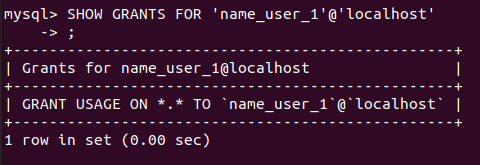 mysql> SHOW GRANTS FOR 'name_user_1'@'localhost'
    -> ;
+-------------------------------------------------+
| Grants for name_user_1@localhost                |
+-------------------------------------------------+
| GRANT USAGE ON *.* TO `name_user_1`@`localhost` |
+-------------------------------------------------+
1 row in set (0.00 sec)